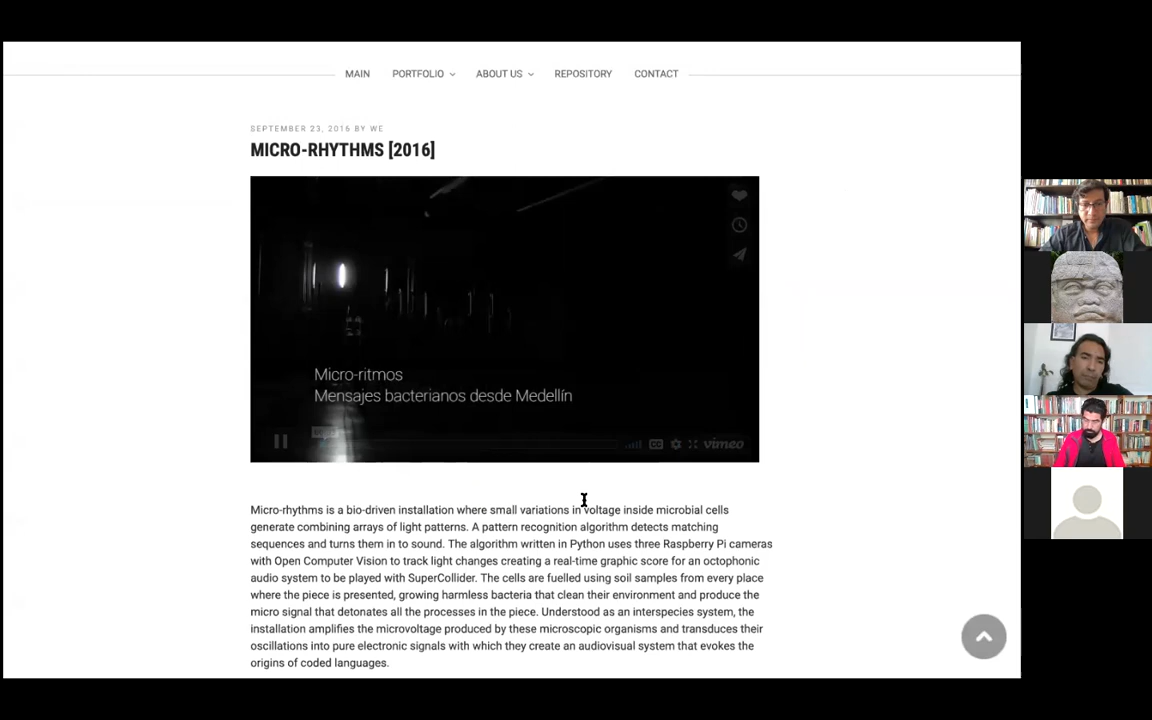 MAIN PORTFOLIO ABOUT US REPOSITORY CONTACT
SEPTEMBER 23, 2016 BY WE
MICRO-RHYTHMS [2016]
Micro-ritmos
Mensajes bacterianos desde Medellín
CC vimeo
Micro-rhythms is a bio-driven installation where small variations in voltage inside microbial cells
generate combining arrays of light patterns. A pattern recognition algorithm detects matching
sequences and turns them in to sound. The algorithm written in Python uses three Raspberry Pi cameras
with Open Computer Vision to track light changes creating a real-time graphic score for an octophonic
audio system to be played with SuperCollider. The cells are fuelled using soil samples from every place
where the piece is presented, growing harmless bacteria that clean their environment and produce the
micro signal that detonates all the processes in the piece. Understood as an interspecies system, the
installation amplifies the microvoltage produced by these microscopic organisms and transduces their
oscillations into pure electronic signals with which they create an audiovisual system that evokes the
origins of coded languages.